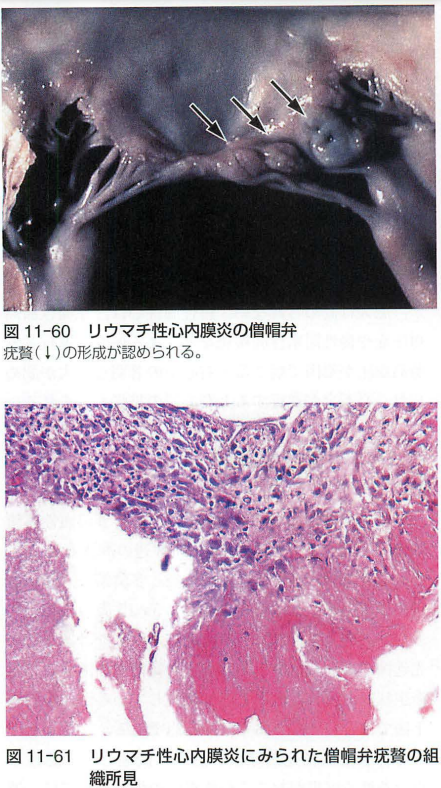 図 11-60 リウマチ性心内膜炎の僧帽弁
疣贅(↓)の形成が認められる。
図 11-61 リウマチ性心内膜炎にみられた僧帽弁疣贅の組
織所見